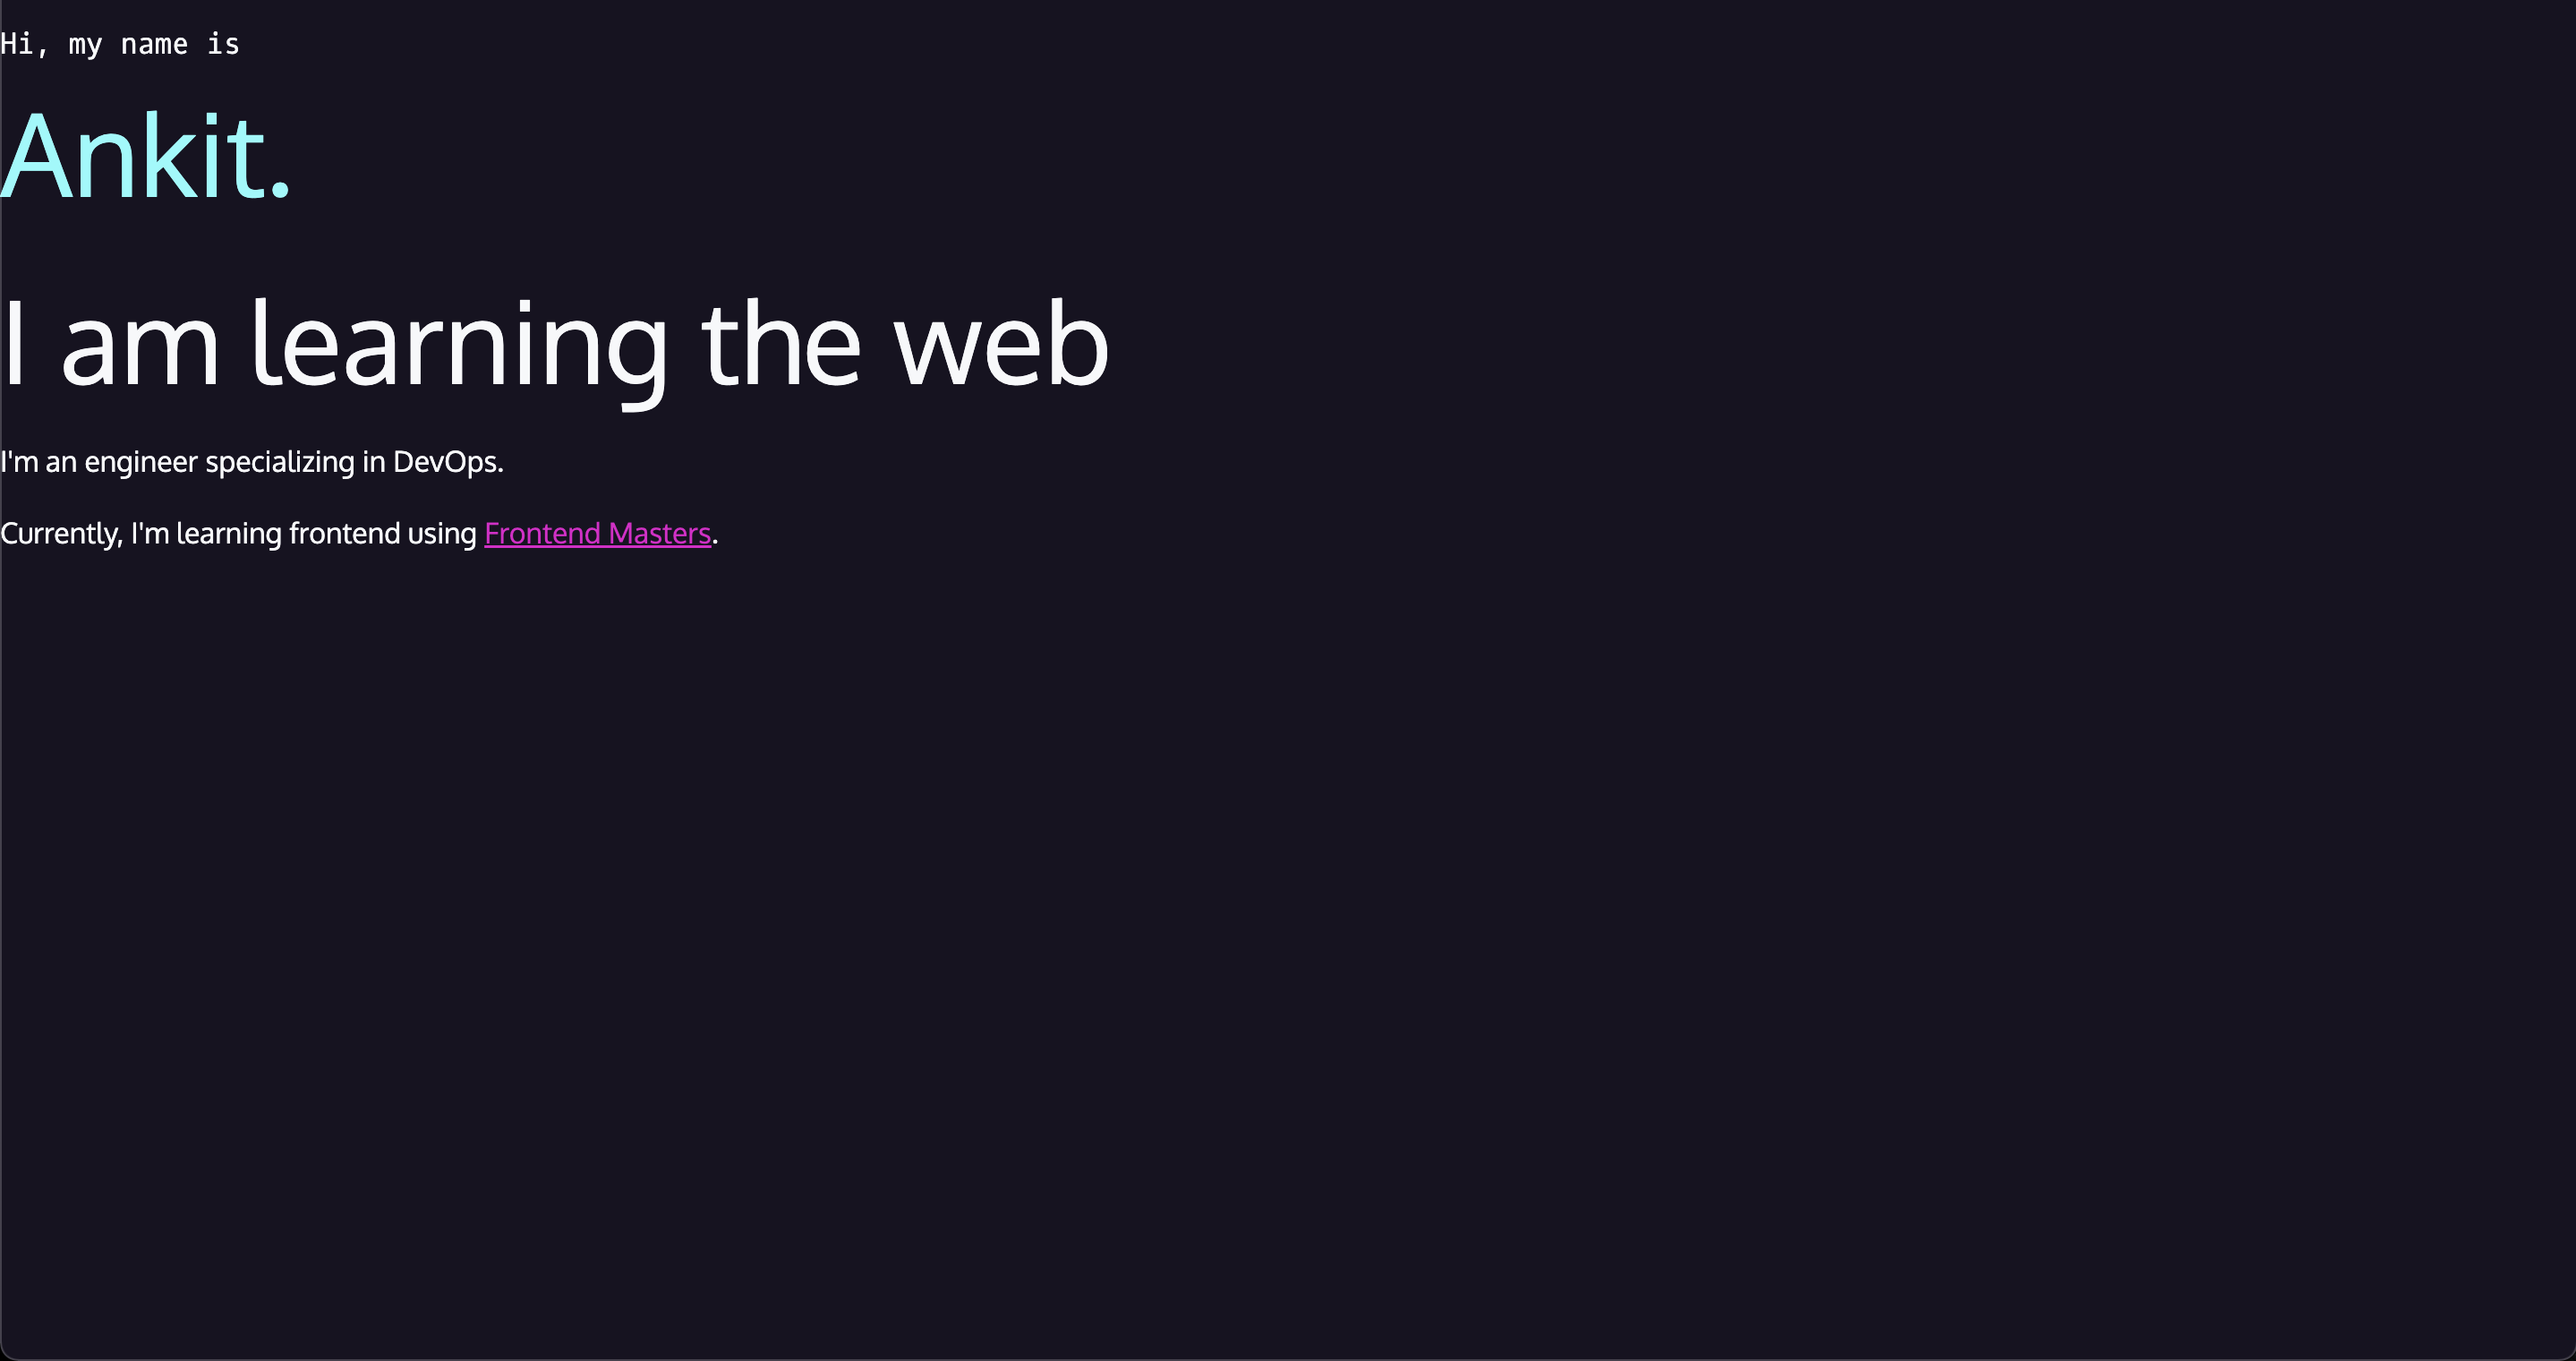 Hi, my name is
Ankit.
I am learning the web
I'm an engineer specializing in DevOps.
Currently, I'm learning frontend using Frontend Masters.